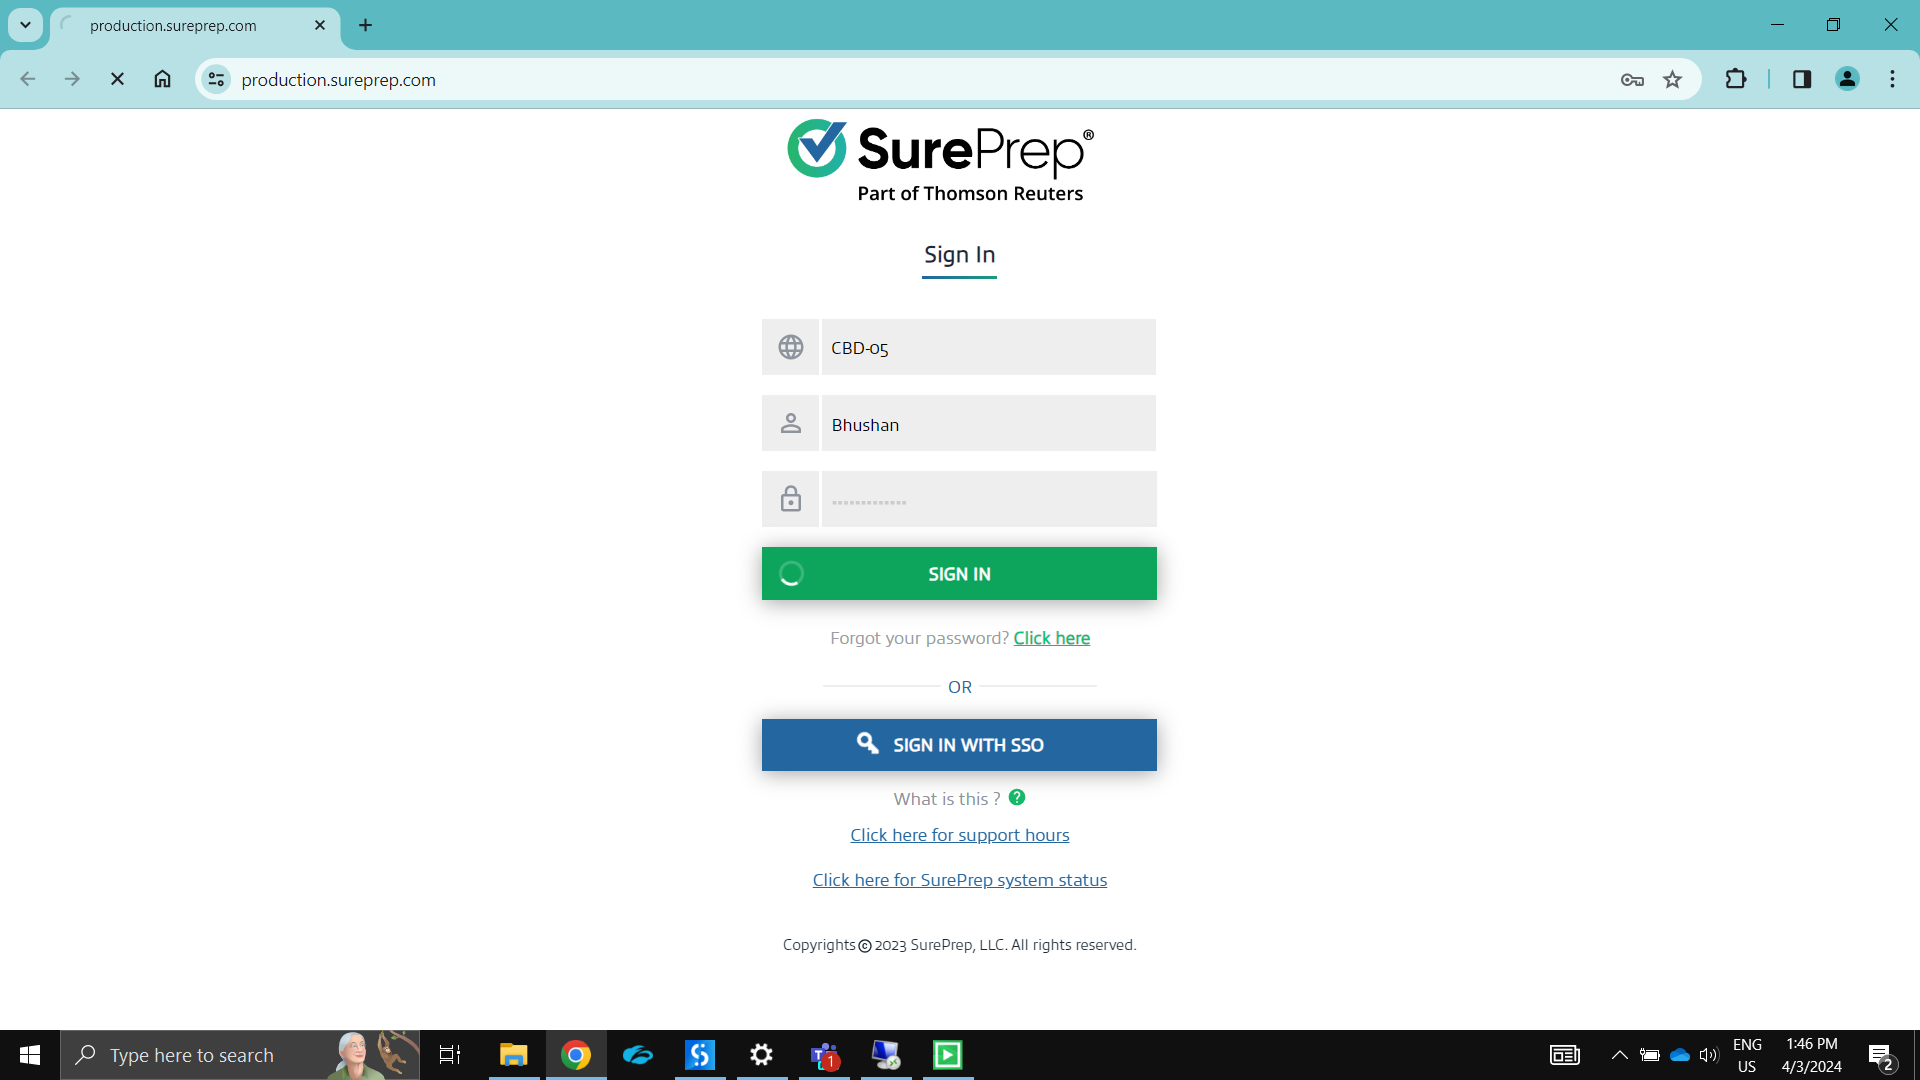 production.sureprep.com
production.sureprep.com
SurePrep®
Part of Thomson Reuters
Sign In
CBD-05
Bhushan
SIGN IN
Forgot your password? Click here
OR
SIGN IN WITH SSO
What is this ? ?
Click here for support hours
Click here for SurePrep system status
Copyrights © 2023 SurePrep, LLC. All rights reserved.
Type here to search
1
ENG
US
1:46 PM
4/3/2024
2